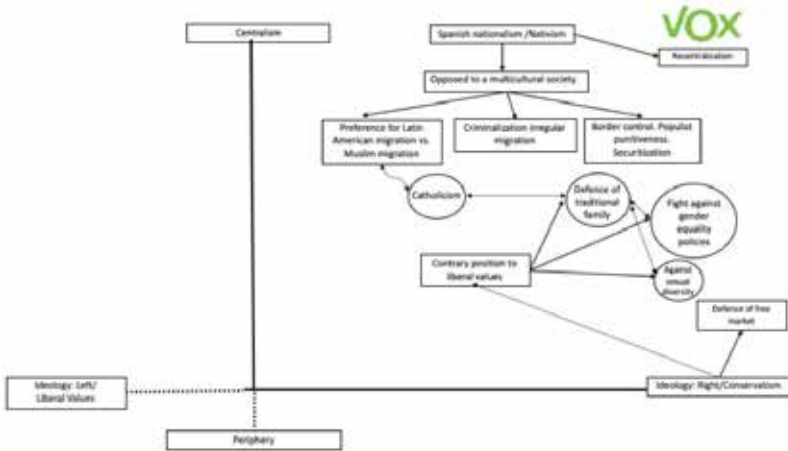 VOX
Centralism
Spanish nationalism /Nativism
Recentralisation
Opposed to a multicultural society
Preference for Latin
American migration vs.
Muslim migration
Criminalization irregular
migration
Border control. Populist
punitiveness.
Securitization
Catholicism
Defence of
traditional
family
Fight against
gender
equality
policies
Contrary position to
liberal values
Against
sexual
diversity
Defence of free
market
Ideology: Left/
Liberal Values
Ideology: Right/Conservatism
Periphery